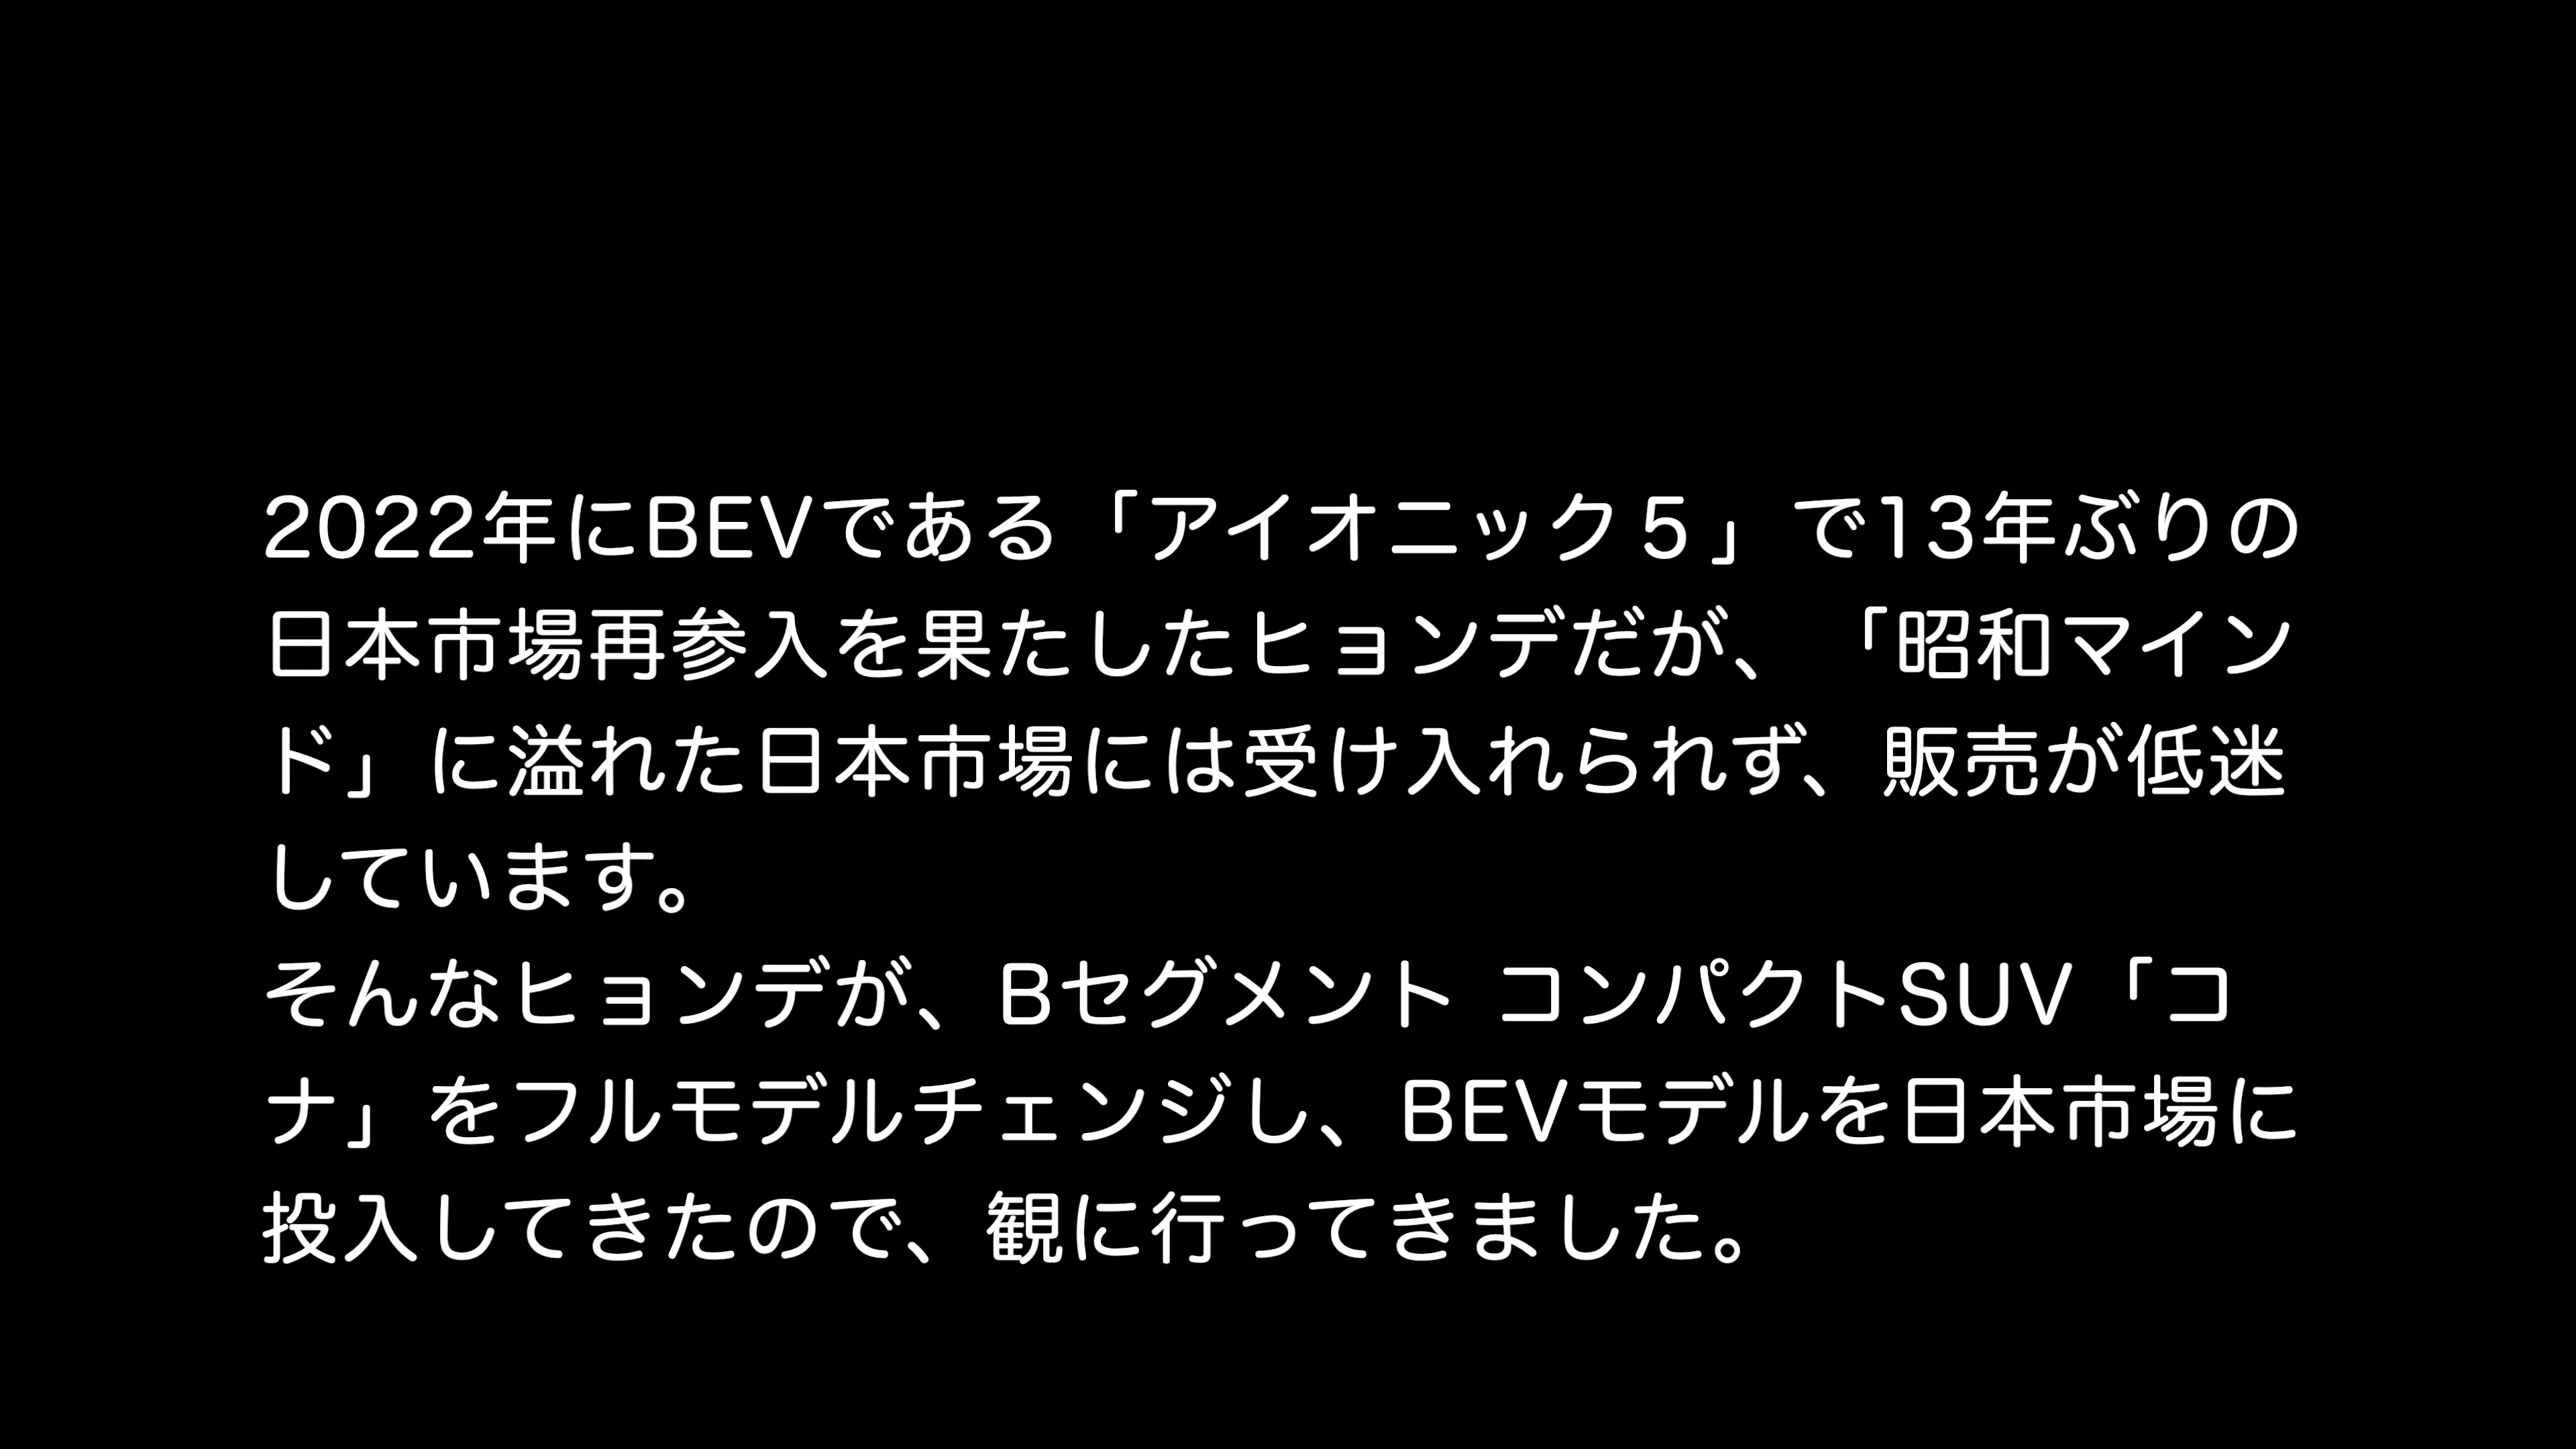 2022年にBEVである「アイオニック５」で13年ぶりの
日本市場再参入を果たしたヒョンデだが、「昭和マイン
ド」に溢れた日本市場には受け入れられず、販売が低迷
しています。
そんなヒョンデが、Bセグメント コンパクトSUV「コ
ナ」をフルモデルチェンジし、BEVモデルを日本市場に
投入してきたので、観に行ってきました。